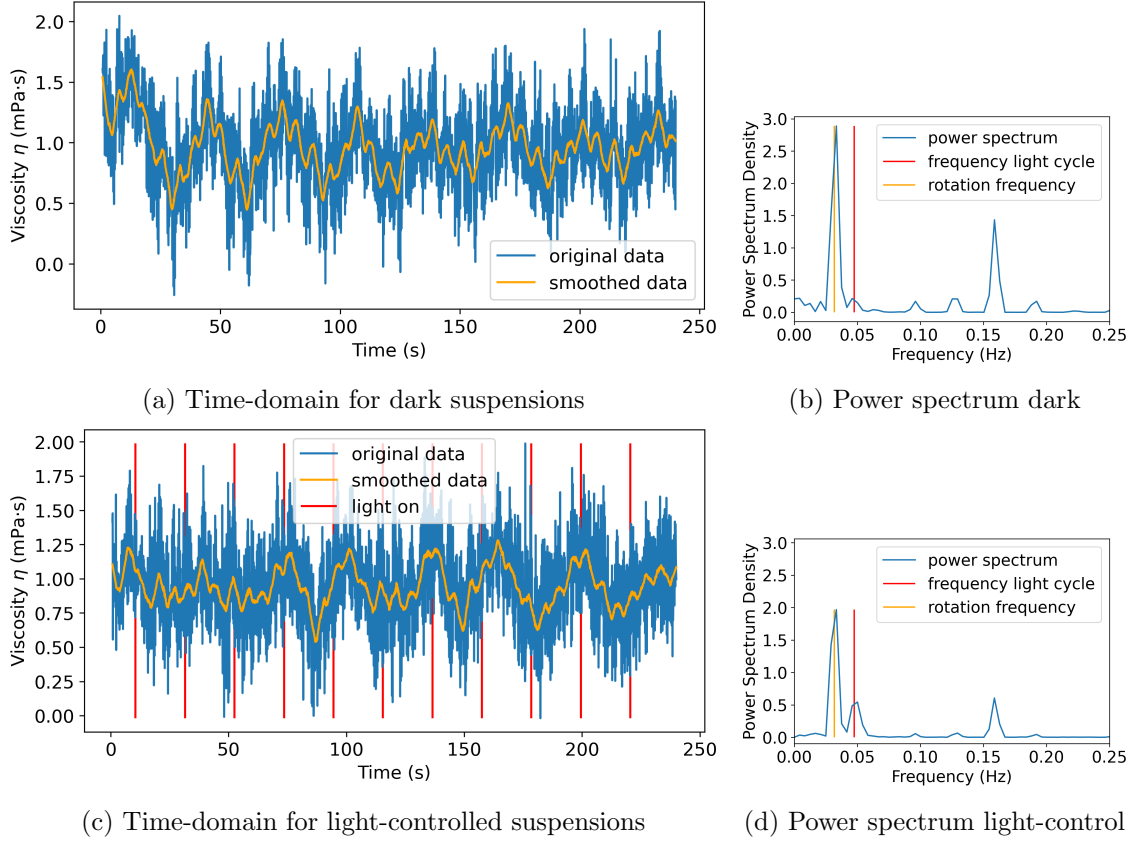 Viscosity η (mPa·s)
2.0
1.5
1.0
0.5
0.0
original data
smoothed data
0
50
100
150
200
250
Time (s)
(a) Time-domain for dark suspensions
Power Spectrum Density
3.0
2.5
2.0
1.5
1.0
0.5
0.0
power spectrum
frequency light cycle
rotation frequency
0.00
0.05
0.10
0.15
0.20
0.25
Frequency (Hz)
(b) Power spectrum dark
Viscosity η (mPa·s)
2.00
1.75
1.50
1.25
1.00
0.75
0.50
0.25
0.00
original data
smoothed data
light on
0
50
100
150
200
250
Time (s)
(c) Time-domain for light-controlled suspensions
Power Spectrum Density
3.0
2.5
2.0
1.5
1.0
0.5
0.0
power spectrum
frequency light cycle
rotation frequency
0.00
0.05
0.10
0.15
0.20
0.25
Frequency (Hz)
(d) Power spectrum light-control